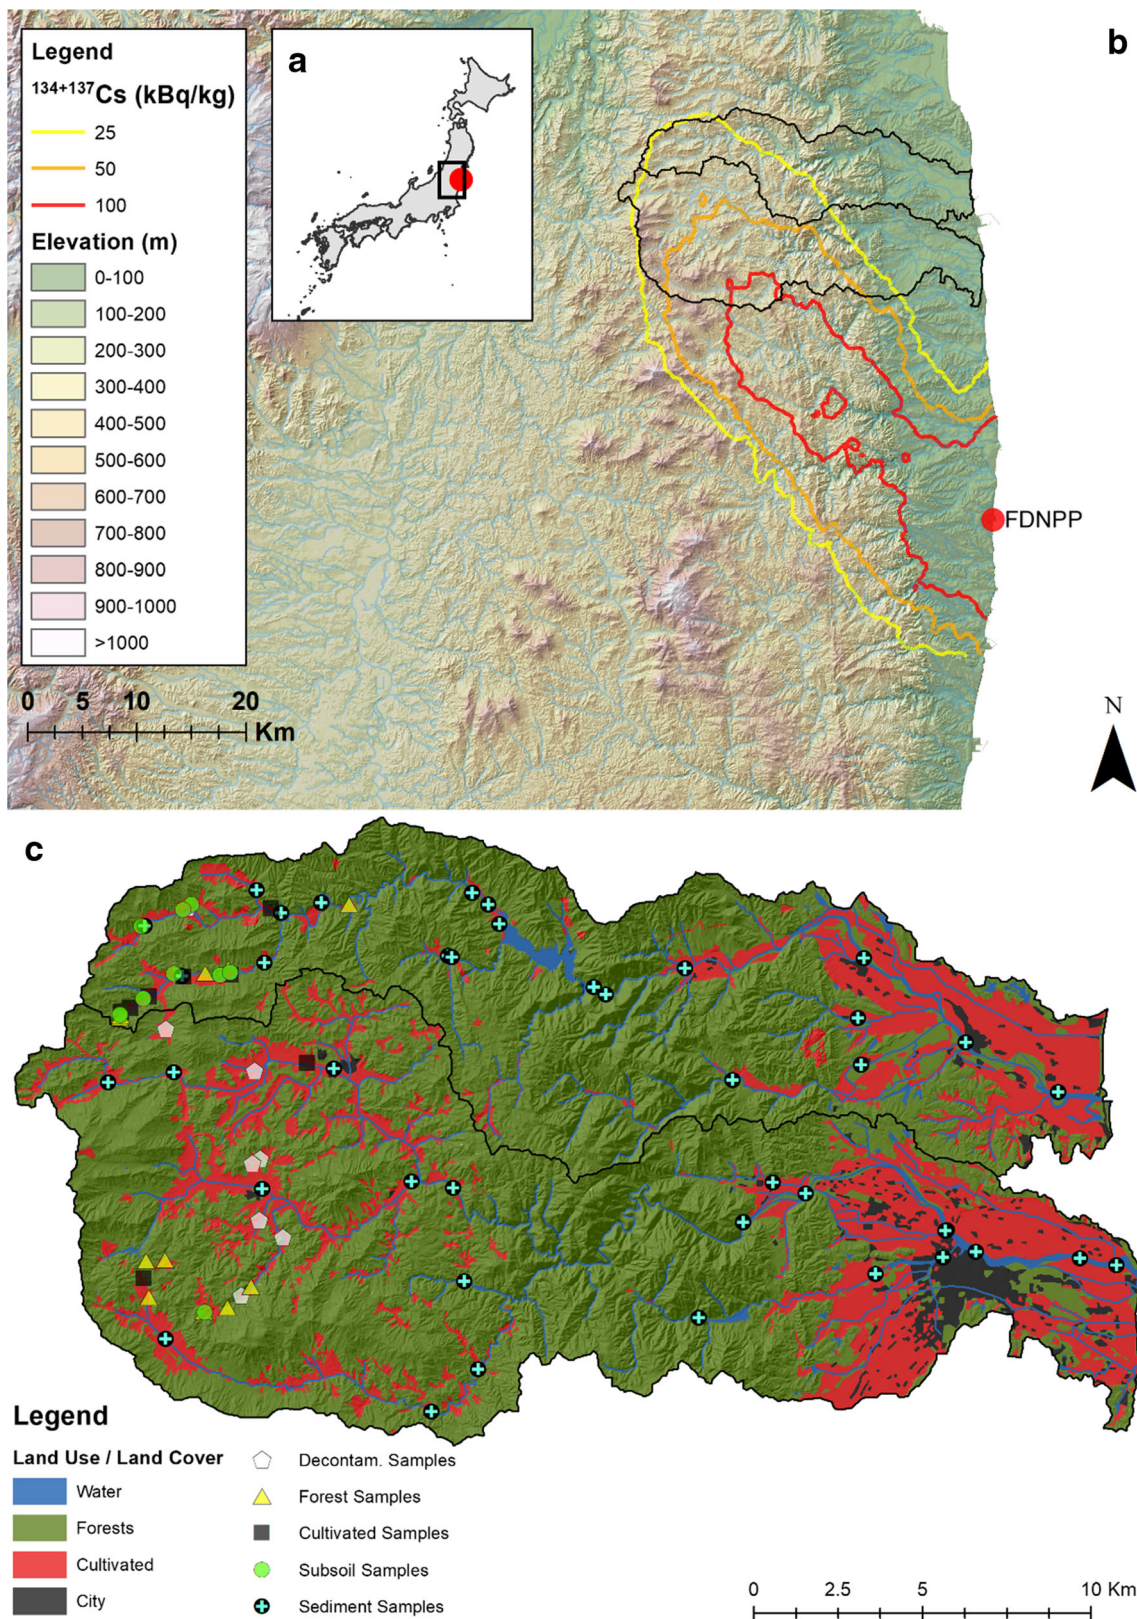 Legend
134+137Cs (kBq/kg)
25
50
100
Elevation (m)
0-100
100-200
200-300
300-400
400-500
500-600
600-700
700-800
800-900
900-1000
>1000
0 5 10 20
Km
a
b
FDNPP
N
c
Legend
Land Use / Land Cover
Water
Forests
Cultivated
City
Decontam. Samples
Forest Samples
Cultivated Samples
Subsoil Samples
Sediment Samples
0 2.5 5 10 Km